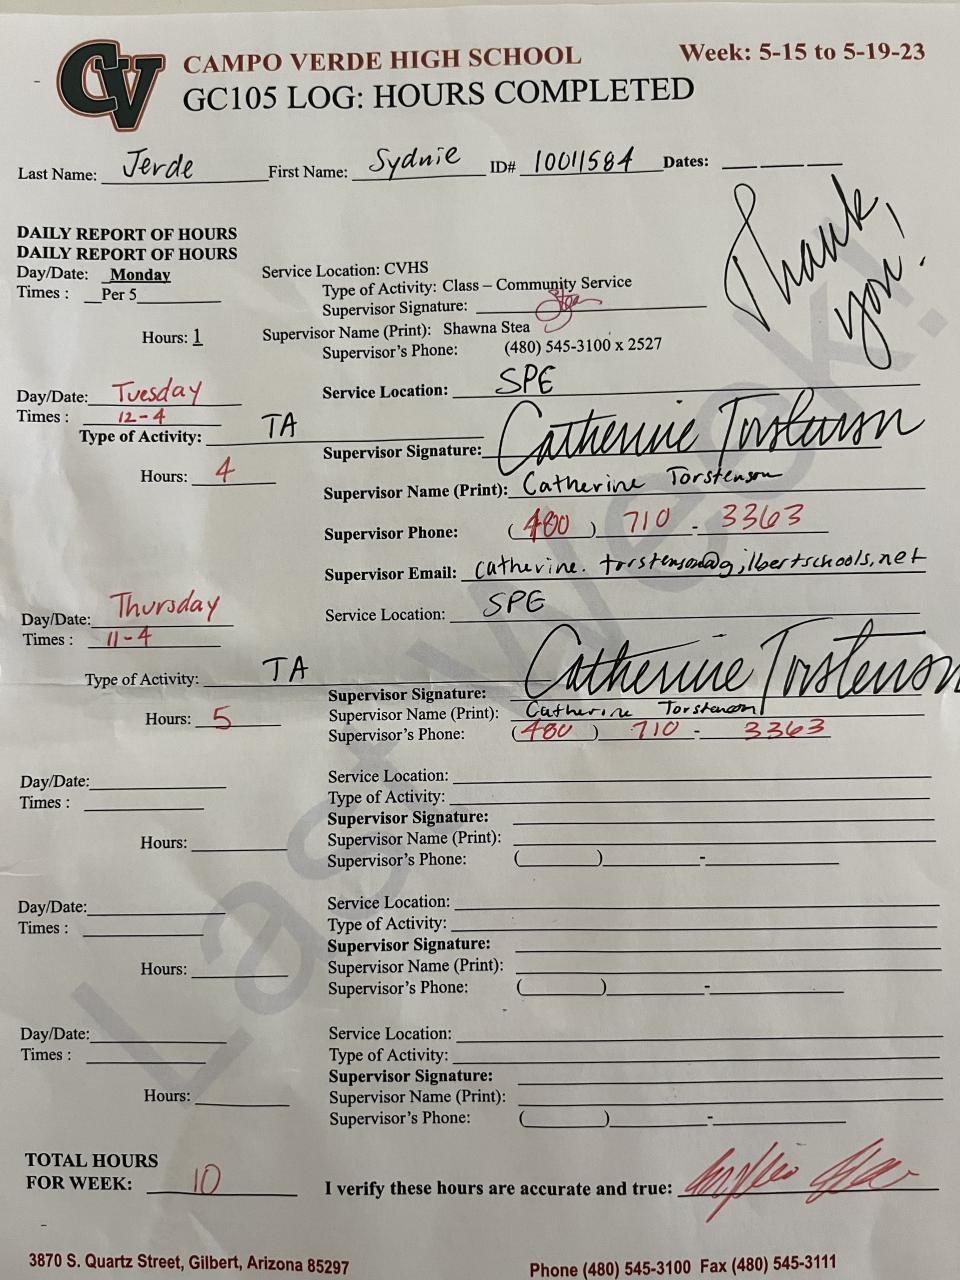 CV
CAMPO VERDE HIGH SCHOOL
Week: 5-15 to 5-19-23
GC105 LOG: HOURS COMPLETED
Last Name: Jerde First Name: Sydnie ID# 10011584 Dates:
Thank you!
DAILY REPORT OF HOURS
DAILY REPORT OF HOURS
Day/Date: Monday
Times : Per 5
Hours: 1
Service Location: CVHS
Type of Activity: Class – Community Service
Supervisor Signature: Stea
Supervisor Name (Print): Shawna Stea
Supervisor's Phone: (480) 545-3100 x 2527
Day/Date: Tuesday
Times : 12-4
Type of Activity: TA
Hours: 4
Service Location: SPE
Supervisor Signature: Catherine Torstenson
Supervisor Name (Print): Catherine Torstenson
Supervisor Phone: (480) 710 - 3363
Supervisor Email: catherine.torstenson@gilbertschools.net
Day/Date: Thursday
Times : 11-4
Type of Activity: TA
Hours: 5
Service Location: SPE
Supervisor Signature: Catherine Torstenson
Supervisor Name (Print): Catherine Torstenson
Supervisor's Phone: (480) 710 - 3363
Day/Date:
Times :
Hours:
Service Location:
Type of Activity:
Supervisor Signature:
Supervisor Name (Print):
Supervisor's Phone: ( ) -
Day/Date:
Times :
Hours:
Service Location:
Type of Activity:
Supervisor Signature:
Supervisor Name (Print):
Supervisor's Phone: ( ) -
Day/Date:
Times :
Hours:
Service Location:
Type of Activity:
Supervisor Signature:
Supervisor Name (Print):
Supervisor's Phone: ( ) -
Last Week!
TOTAL HOURS
FOR WEEK: 10
I verify these hours are accurate and true:
3870 S. Quartz Street, Gilbert, Arizona 85297
Phone (480) 545-3100 Fax (480) 545-3111